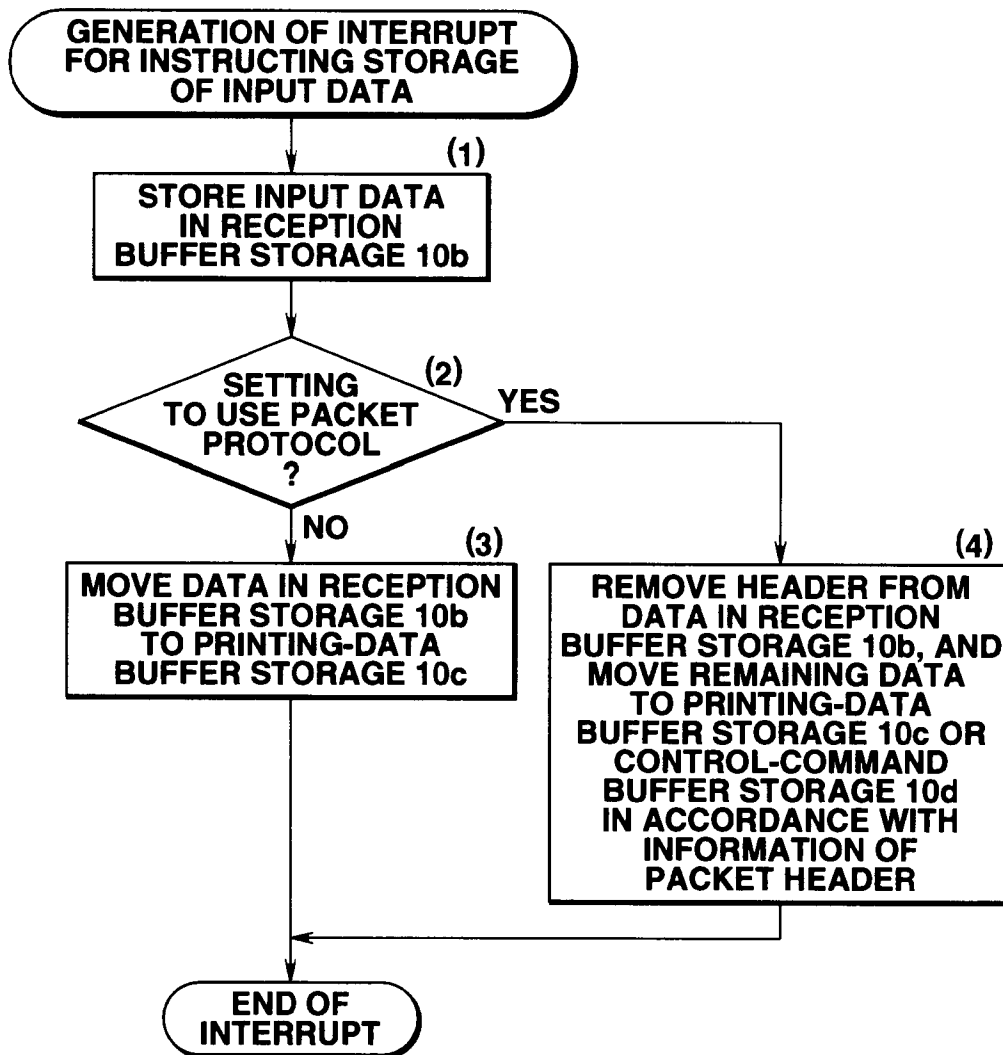 GENERATION OF INTERRUPT
FOR INSTRUCTING STORAGE
OF INPUT DATA
(1)
STORE INPUT DATA
IN RECEPTION
BUFFER STORAGE 10b
(2)
SETTING
TO USE PACKET
PROTOCOL
?
YES
NO
(3)
MOVE DATA IN RECEPTION
BUFFER STORAGE 10b
TO PRINTING-DATA
BUFFER STORAGE 10c
(4)
REMOVE HEADER FROM
DATA IN RECEPTION
BUFFER STORAGE 10b, AND
MOVE REMAINING DATA
TO PRINTING-DATA
BUFFER STORAGE 10c OR
CONTROL-COMMAND
BUFFER STORAGE 10d
IN ACCORDANCE WITH
INFORMATION OF
PACKET HEADER
END OF
INTERRUPT